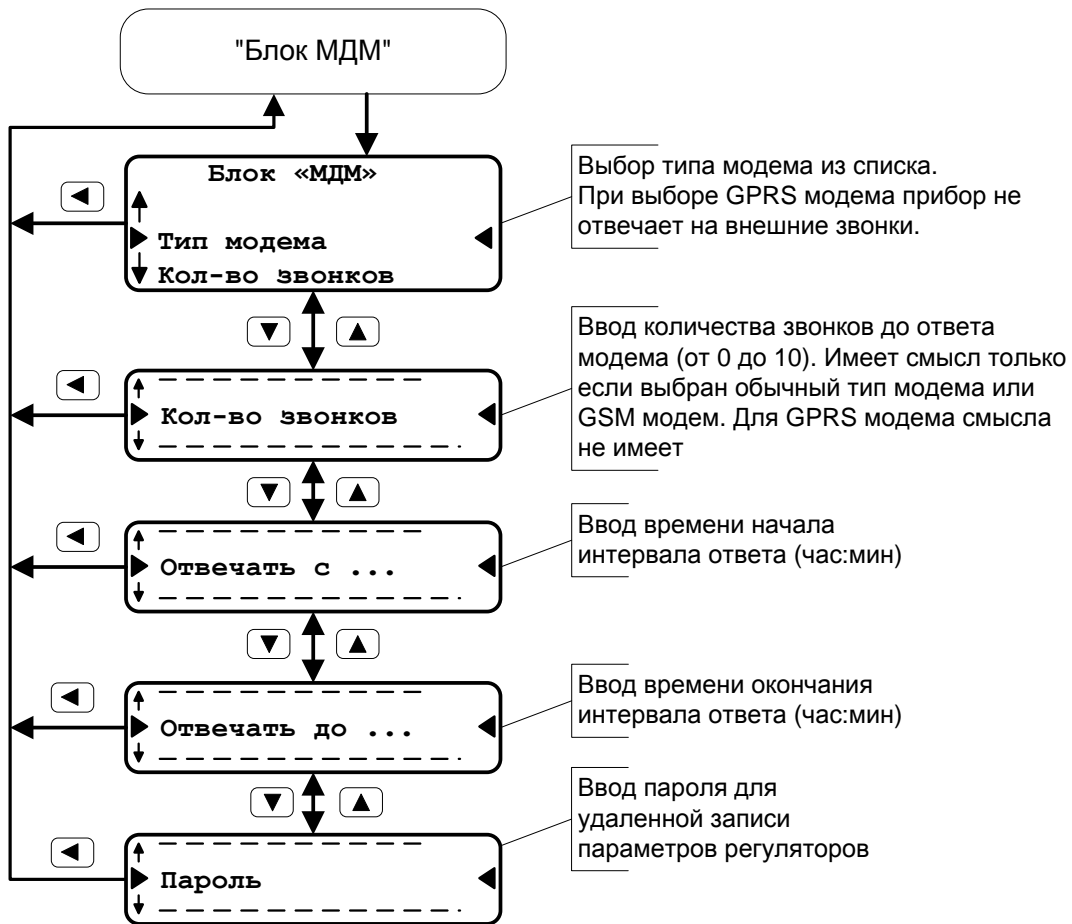 "Блок МДМ"
Блок «МДМ»
Тип модема
Кол-во звонков
Выбор типа модема из списка.
При выборе GPRS модема прибор не
отвечает на внешние звонки.
Кол-во звонков
Ввод количества звонков до ответа
модема (от 0 до 10). Имеет смысл только
если выбран обычный тип модема или
GSM модем. Для GPRS модема смысла
не имеет
Отвечать с ...
Ввод времени начала
интервала ответа (час:мин)
Отвечать до ...
Ввод времени окончания
интервала ответа (час:мин)
Пароль
Ввод пароля для
удаленной записи
параметров регуляторов